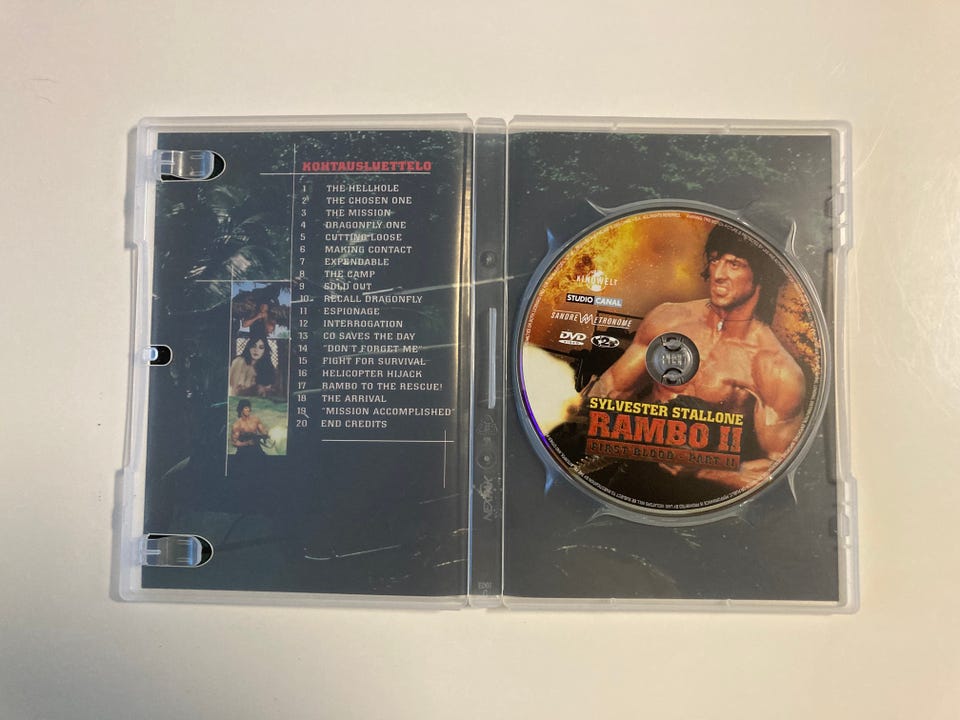 KOHTAUSLUETTELO
1 THE HELLHOLE
2 THE CHOSEN ONE
3 THE MISSION
4 DRAGONFLY ONE
5 CUTTING LOOSE
6 MAKING CONTACT
7 EXPENDABLE
8 THE CAMP
9 SOLD OUT
10 RECALL DRAGONFLY
11 ESPIONAGE
12 INTERROGATION
13 CO SAVES THE DAY
14 "DON'T FORGET ME"
15 FIGHT FOR SURVIVAL
16 HELICOPTER HIJACK
17 RAMBO TO THE RESCUE!
18 THE ARRIVAL
19 "MISSION ACCOMPLISHED"
20 END CREDITS
KINOWELT
STUDIO CANAL
SANDREW METRONOME
DVD
VIDEO
2
SYLVESTER STALLONE
RAMBO II
FIRST BLOOD - PART II